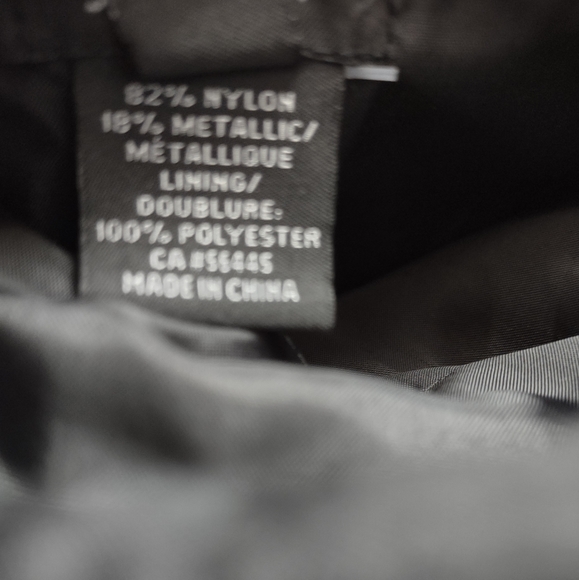 82% NYLON
18% METALLIC/
MÉTALLIQUE
LINING/
DOUBLURE:
100% POLYESTER
CA #56445
MADE IN CHINA